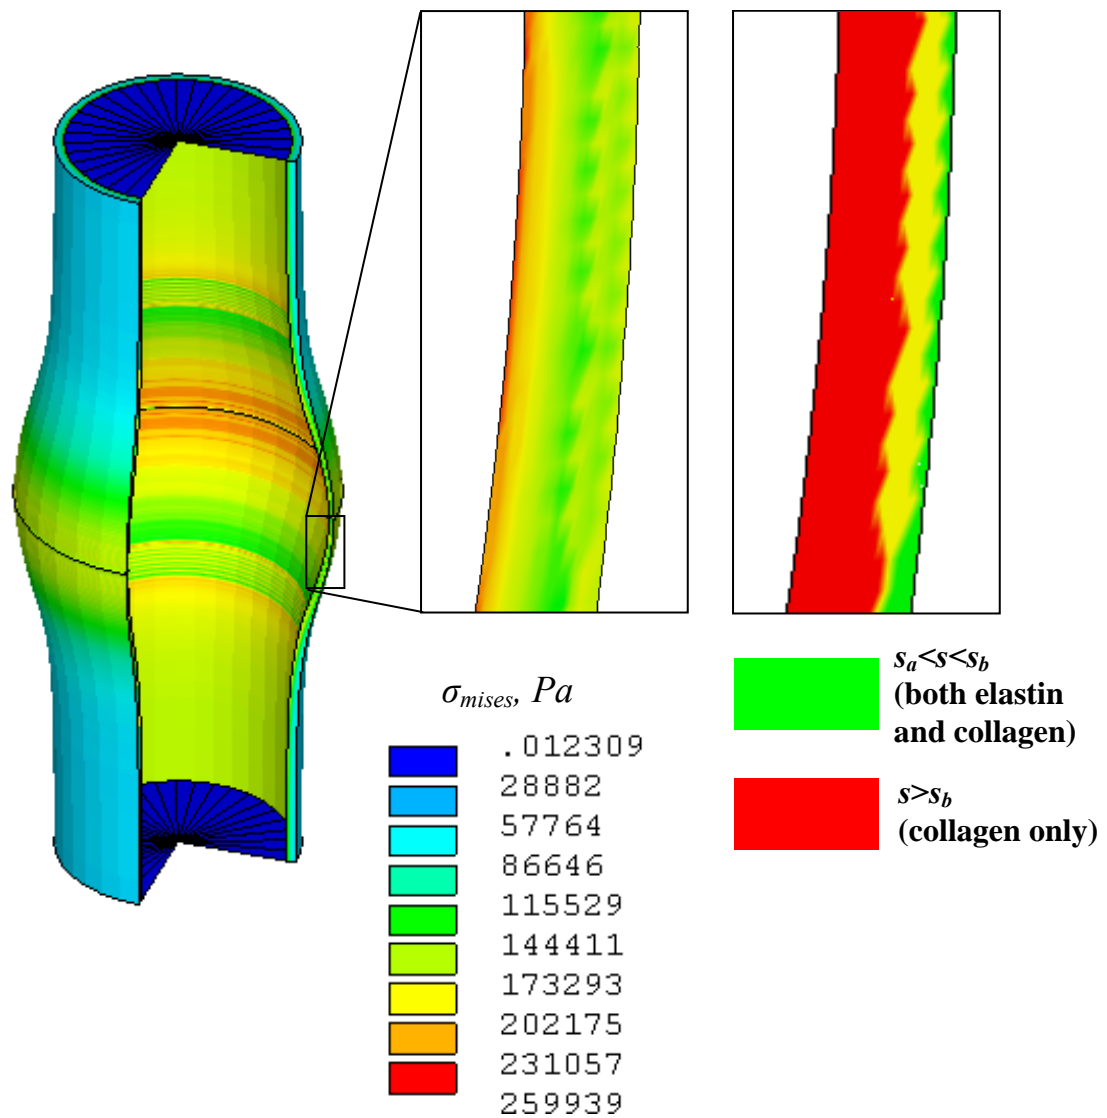 σmises, Pa
.012309
28882
57764
86646
115529
144411
173293
202175
231057
259939
sa<s<sb
(both elastin
and collagen)
s>sb
(collagen only)